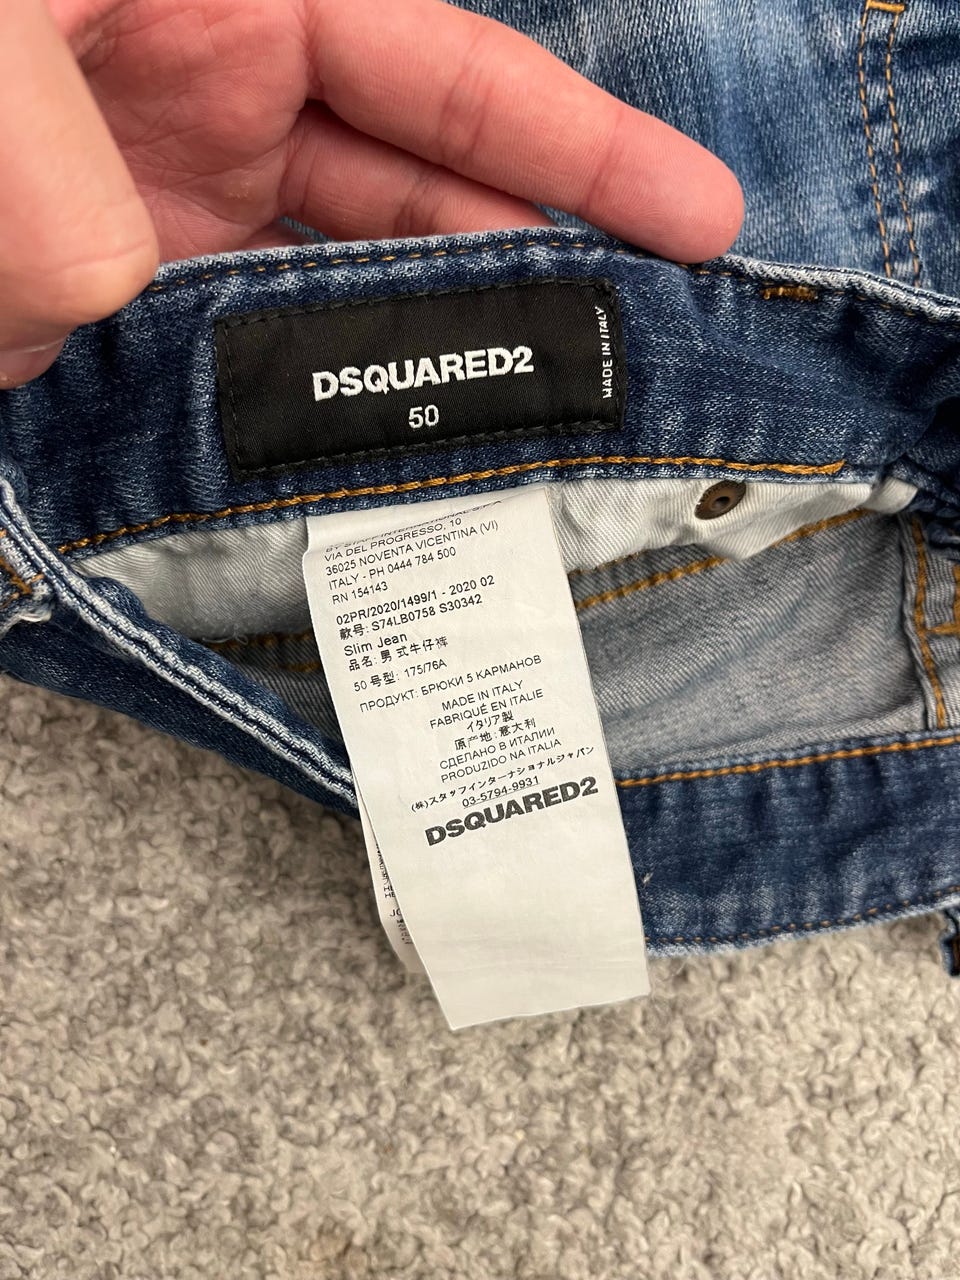 DSQUARED2
50
MADE IN ITALY
BY STAFF INTERNATIONAL S.P.A.
VIA DEL PROGRESSO, 10
36025 NOVENTA VICENTINA (VI)
ITALY - PH 0444 784 500
RN 154143
02PR/2020/1499/1 - 2020 02
款号: S74LB0758 S30342
Slim Jean
品名: 男式牛仔裤
50 号型: 175/76A
ПРОДУКТ: БРЮКИ 5 КАРМАНОВ
MADE IN ITALY
FABRIQUÉ EN ITALIE
イタリア製
原产地: 意大利
СДЕЛАНО В ИТАЛИИ
PRODUZIDO NA ITALIA
(株)スタッフインターナショナルジャパン
03-5794-9931
DSQUARED2